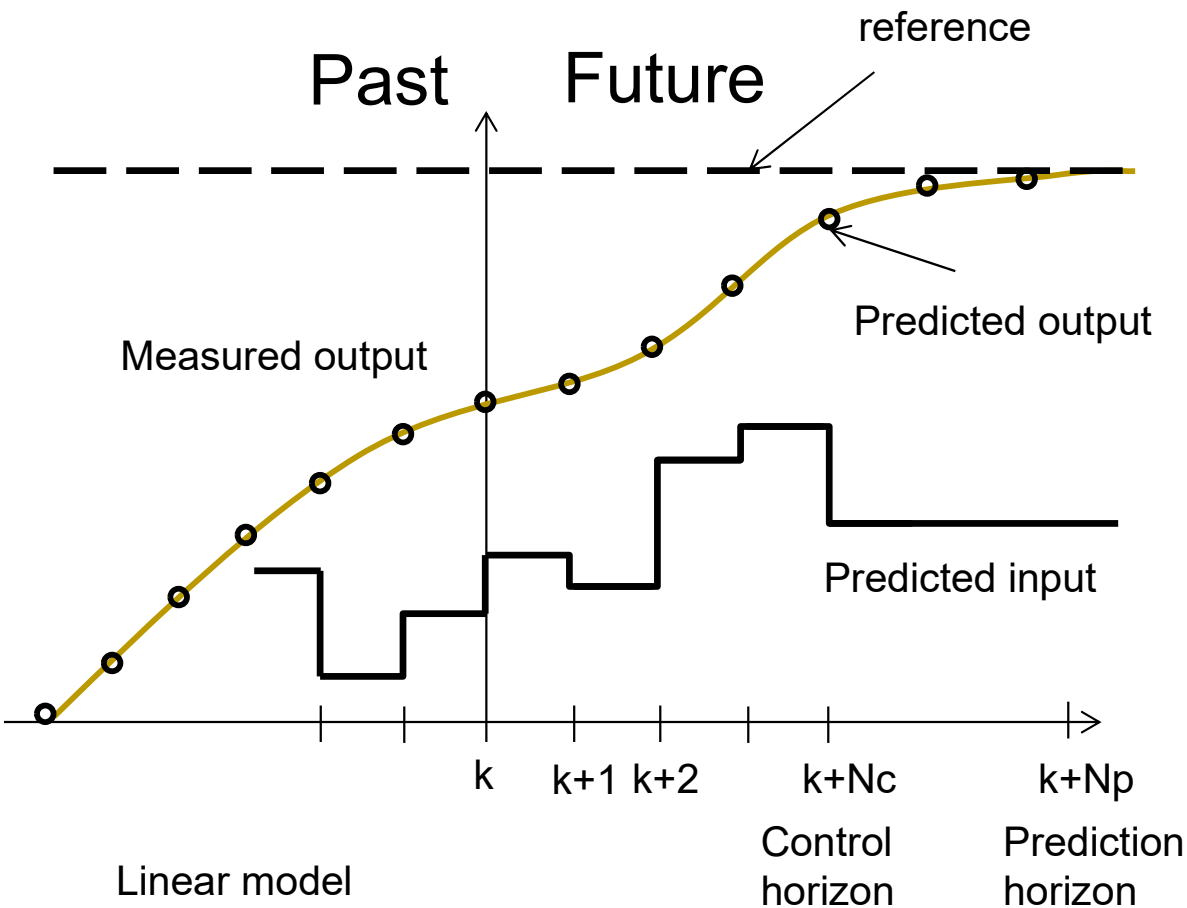 reference
Past
Future
Predicted output
Measured output
Predicted input
k
k+1
k+2
k+Nc
k+Np
Control
horizon
Prediction
horizon
Linear model